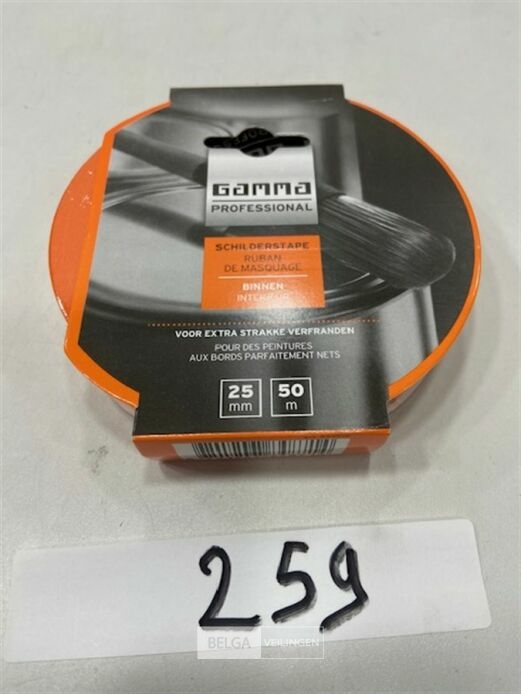 GAMMA
PROFESSIONAL
SCHILDERSTAPE
RUBAN
DE MASQUAGE
BINNEN
INTERIEUR
VOOR EXTRA STRAKKE VERFRANDEN
POUR DES PEINTURES
AUX BORDS PARFAITEMENT NETS
25 mm 50 m
259
BELGA VEILINGEN